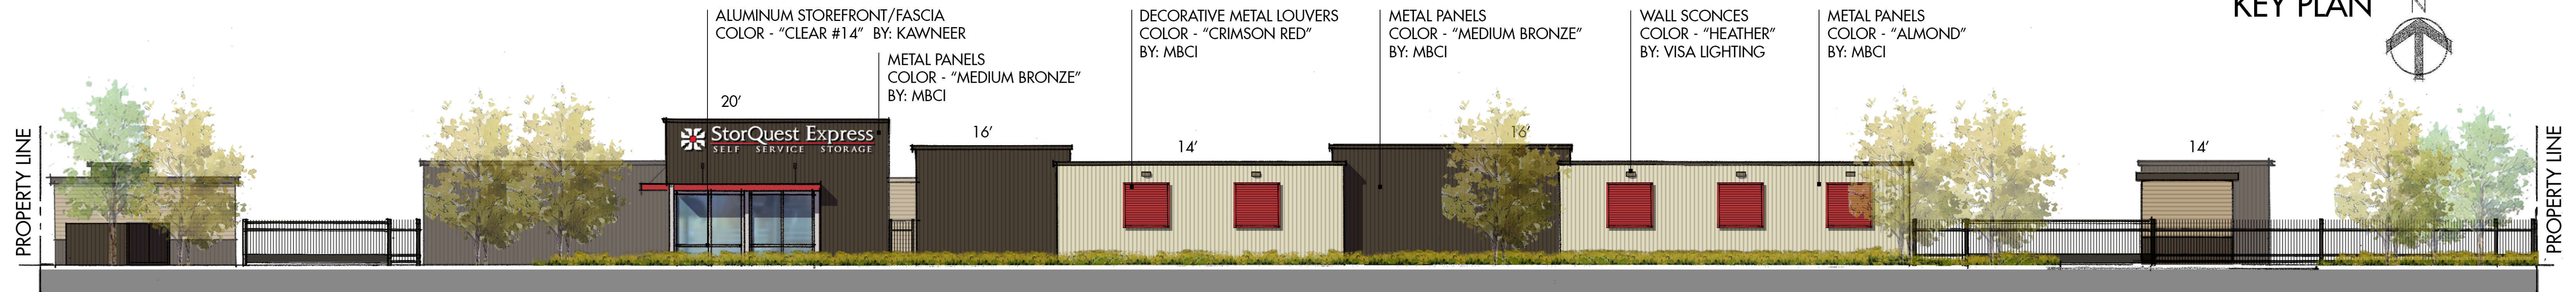 KEY PLAN
N
ALUMINUM STOREFRONT/FASCIA
COLOR - “CLEAR #14”  BY: KAWNEER
METAL PANELS
COLOR - “MEDIUM BRONZE”
BY: MBCI
DECORATIVE METAL LOUVERS
COLOR - “CRIMSON RED”
BY: MBCI
METAL PANELS
COLOR - “MEDIUM BRONZE”
BY: MBCI
WALL SCONCES
COLOR - “HEATHER”
BY: VISA LIGHTING
METAL PANELS
COLOR - “ALMOND”
BY: MBCI
PROPERTY LINE
20’
StorQuest Express
SELF SERVICE STORAGE
16’
14’
16’
14’
PROPERTY LINE